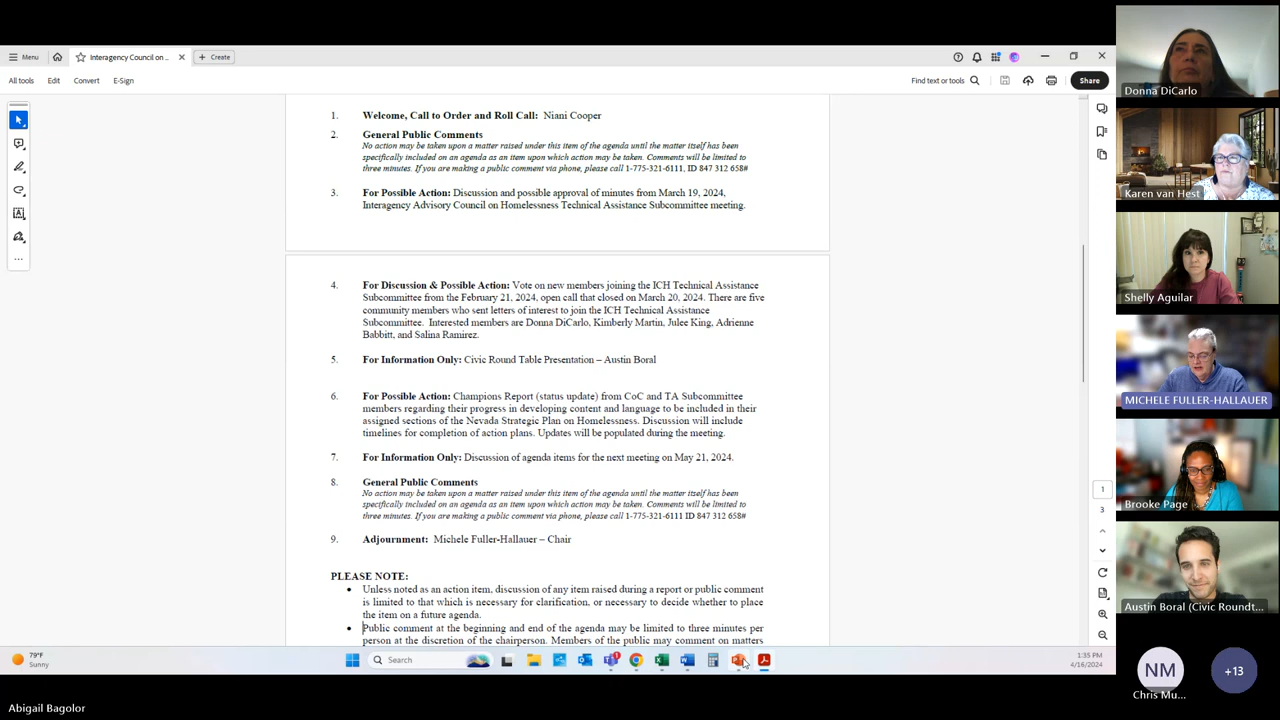 Menu
Interagency Council on ...
Create
All tools
Edit
Convert
E-Sign
Find text or tools
Share
1. Welcome, Call to Order and Roll Call: Niani Cooper
2. General Public Comments
No action may be taken upon a matter raised under this item of the agenda until the matter itself has been
specifically included on an agenda as an item upon which action may be taken. Comments will be limited to
three minutes. If you are making a public comment via phone, please call 1-775-321-6111, ID 847 312 658#
3. For Possible Action: Discussion and possible approval of minutes from March 19, 2024,
Interagency Advisory Council on Homelessness Technical Assistance Subcommittee meeting.
4. For Discussion & Possible Action: Vote on new members joining the ICH Technical Assistance
Subcommittee from the February 21, 2024, open call that closed on March 20, 2024. There are five
community members who sent letters of interest to join the ICH Technical Assistance
Subcommittee. Interested members are Donna DiCarlo, Kimberly Martin, Julee King, Adrienne
Babbitt, and Salina Ramirez.
5. For Information Only: Civic Round Table Presentation – Austin Boral
6. For Possible Action: Champions Report (status update) from CoC and TA Subcommittee
members regarding their progress in developing content and language to be included in their
assigned sections of the Nevada Strategic Plan on Homelessness. Discussion will include
timelines for completion of action plans. Updates will be populated during the meeting.
7. For Information Only: Discussion of agenda items for the next meeting on May 21, 2024.
8. General Public Comments
No action may be taken upon a matter raised under this item of the agenda until the matter itself has been
specifically included on an agenda as an item upon which action may be taken. Comments will be limited to
three minutes. If you are making a public comment via phone, please call 1-775-321-6111 ID 847 312 658#
9. Adjournment: Michele Fuller-Hallauer – Chair
PLEASE NOTE:
• Unless noted as an action item, discussion of any item raised during a report or public comment
is limited to that which is necessary for clarification, or necessary to decide whether to place
the item on a future agenda.
• Public comment at the beginning and end of the agenda may be limited to three minutes per
person at the discretion of the chairperson. Members of the public may comment on matters
1
3
79°F
Sunny
Search
1
1:35 PM
4/16/2024
Donna DiCarlo
Karen van Hest
Shelly Aguilar
MICHELE FULLER-HALLAUER
Brooke Page
Austin Boral (Civic Roundt...
NM
Chris Mu...
+13
Abigail Bagolor